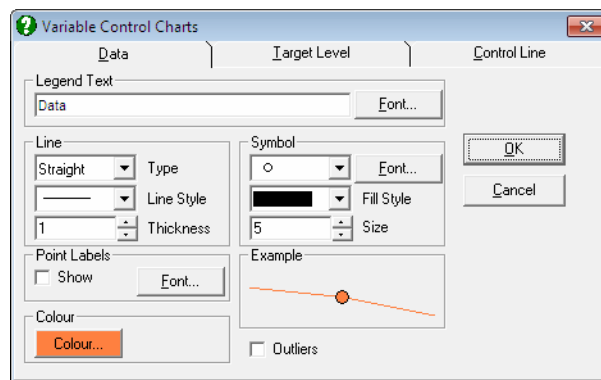 Variable Control Charts
Data
Target Level
Control Line
Legend Text
Data
Font...
Line
Straight
Type
Line Style
1
Thickness
Symbol
Font...
Fill Style
5
Size
OK
Cancel
Point Labels
Show
Font...
Example
Colour
Colour...
Outliers